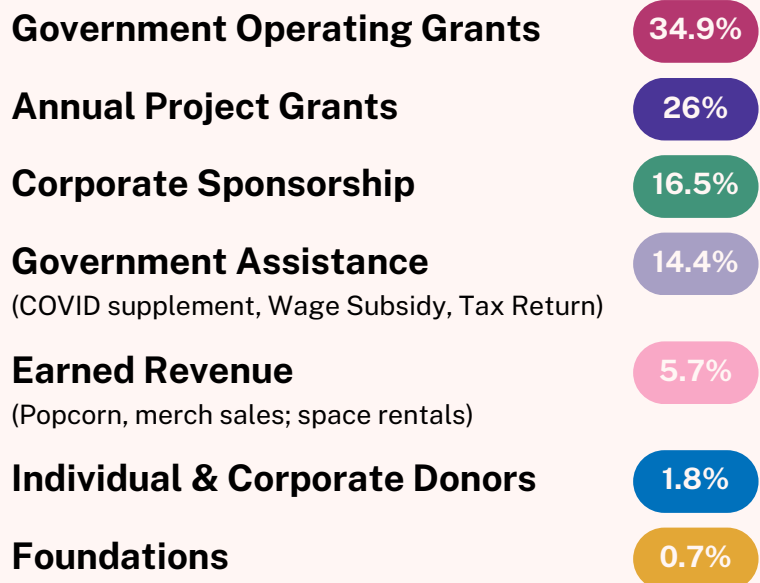 Government Operating Grants 34.9%
Annual Project Grants 26%
Corporate Sponsorship 16.5%
Government Assistance 14.4%
(COVID supplement, Wage Subsidy, Tax Return)
Earned Revenue 5.7%
(Popcorn, merch sales; space rentals)
Individual & Corporate Donors 1.8%
Foundations 0.7%